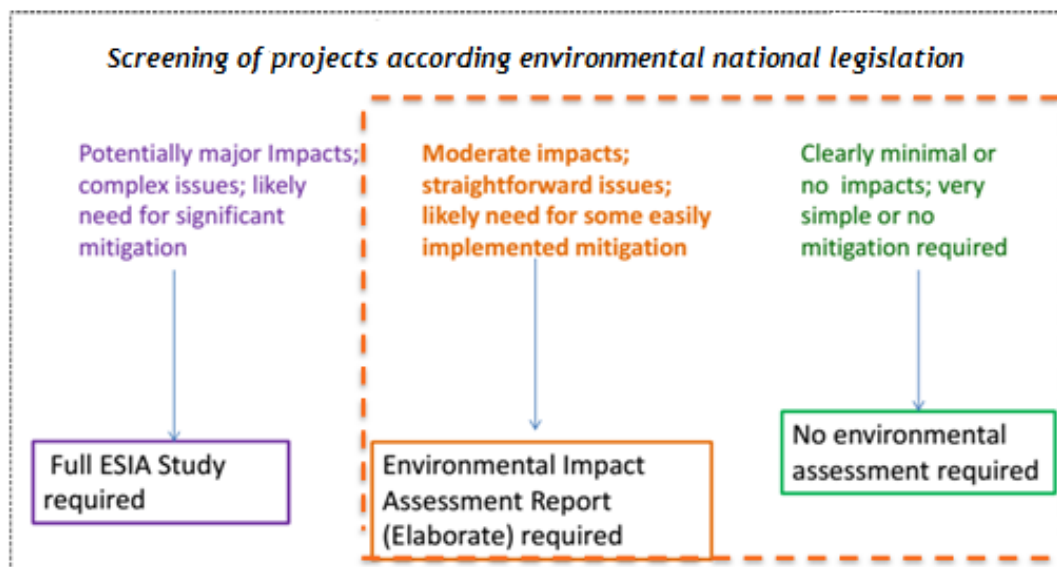 Screening of projects according environmental national legislation
Potentially major Impacts;
complex issues; likely
need for significant
mitigation
Moderate impacts;
straightforward issues;
likely need for some easily
implemented mitigation
Clearly minimal or
no impacts; very
simple or no
mitigation required
Full ESIA Study
required
Environmental Impact
Assessment Report
(Elaborate) required
No environmental
assessment required